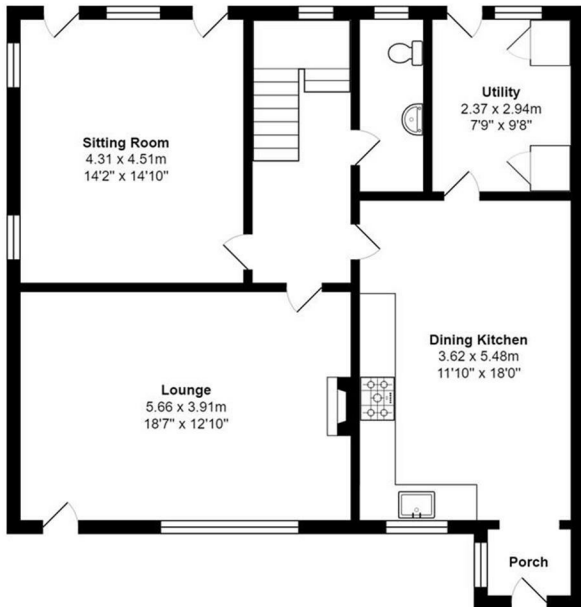 Utility
2.37 x 2.94m
7'9" x 9'8"
Sitting Room
4.31 x 4.51m
14'2" x 14'10"
Dining Kitchen
3.62 x 5.48m
11'10" x 18'0"
Lounge
5.66 x 3.91m
18'7" x 12'10"
Porch